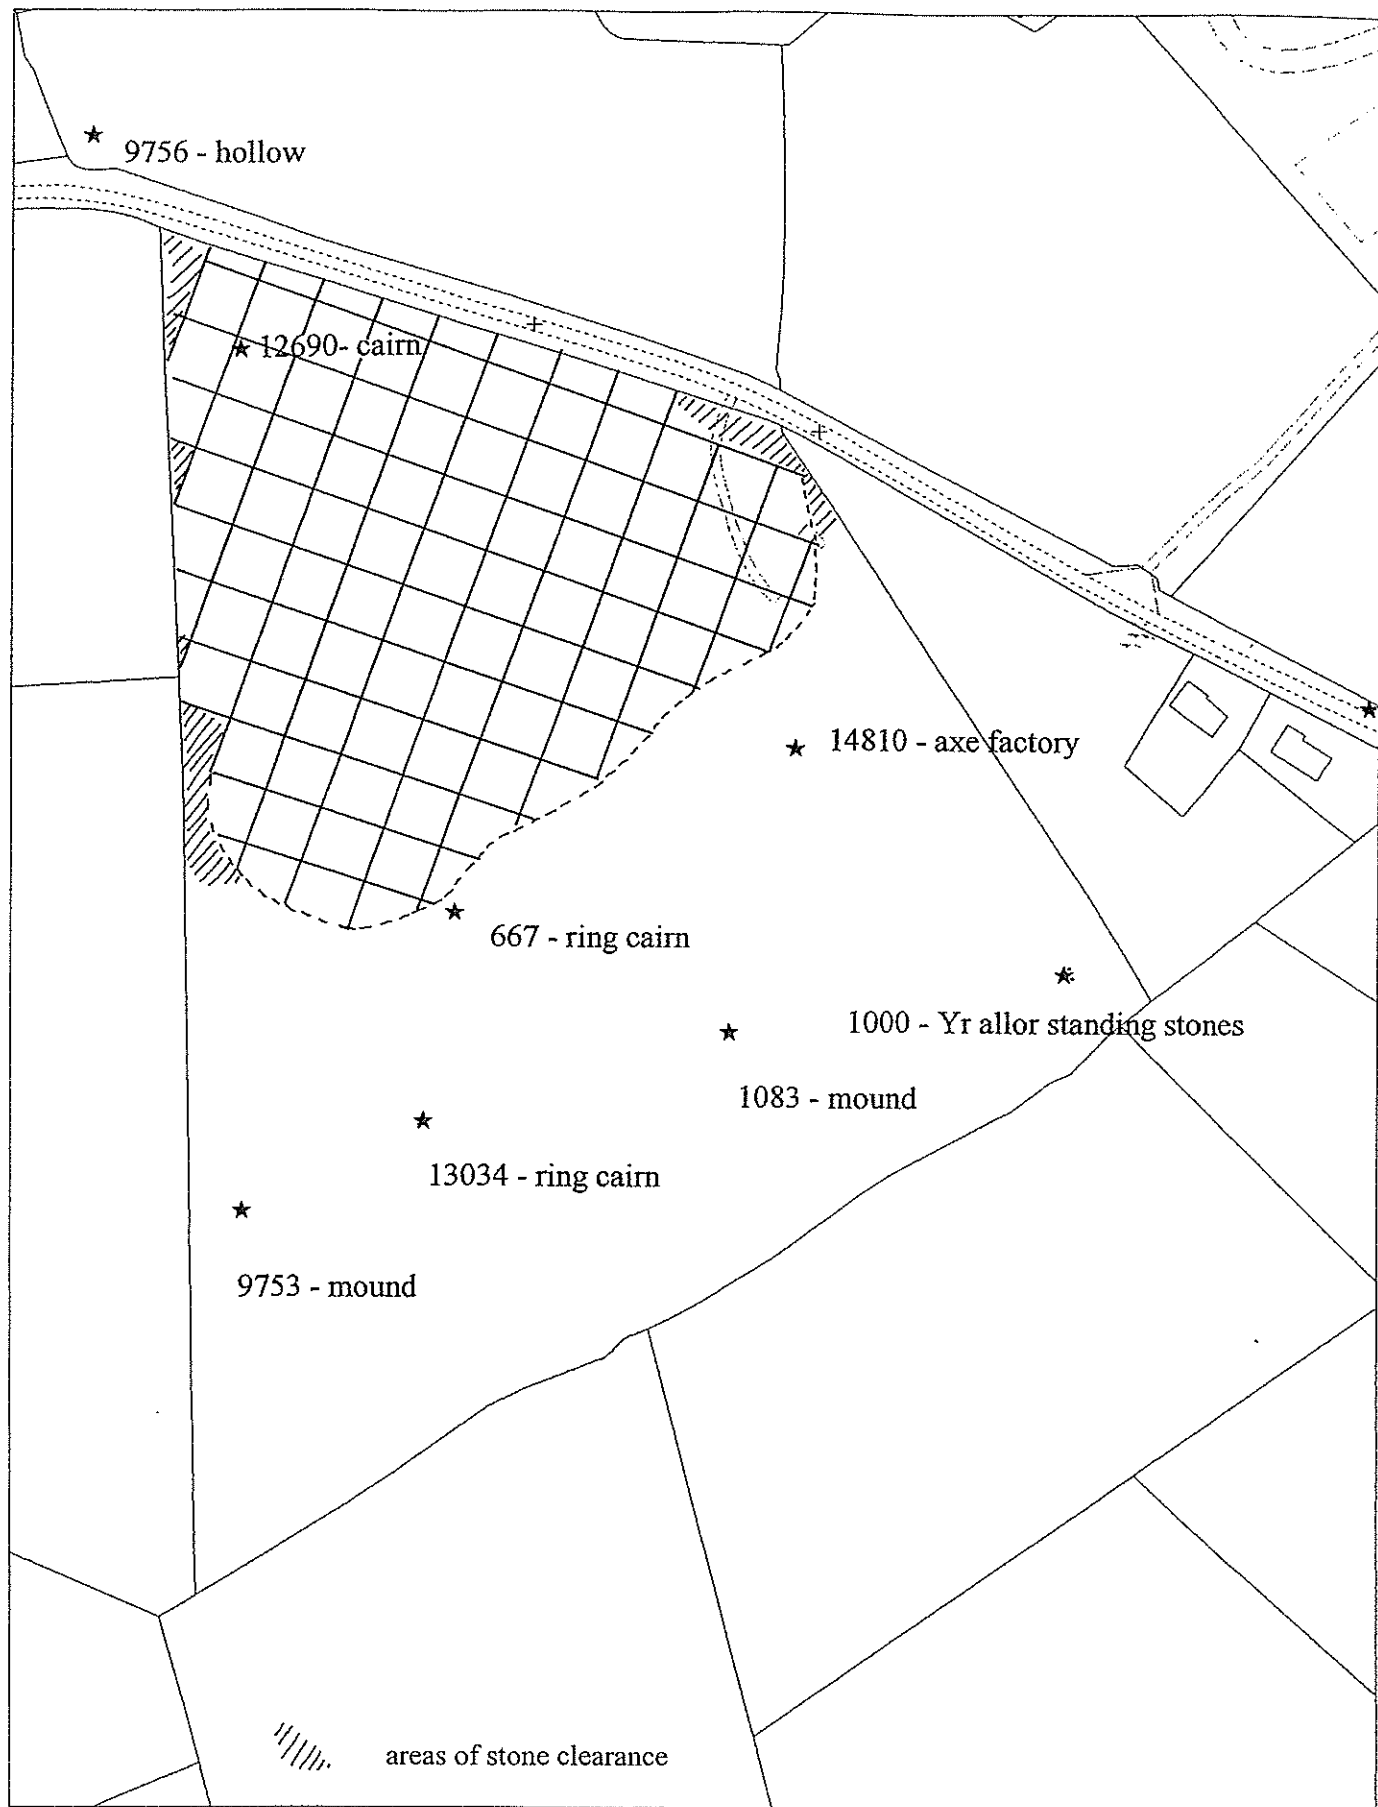 9756 - hollow
12690- cairn
14810 - axe factory
667 - ring cairn
1000 - Yr allor standing stones
1083 - mound
13034 - ring cairn
9753 - mound
areas of stone clearance